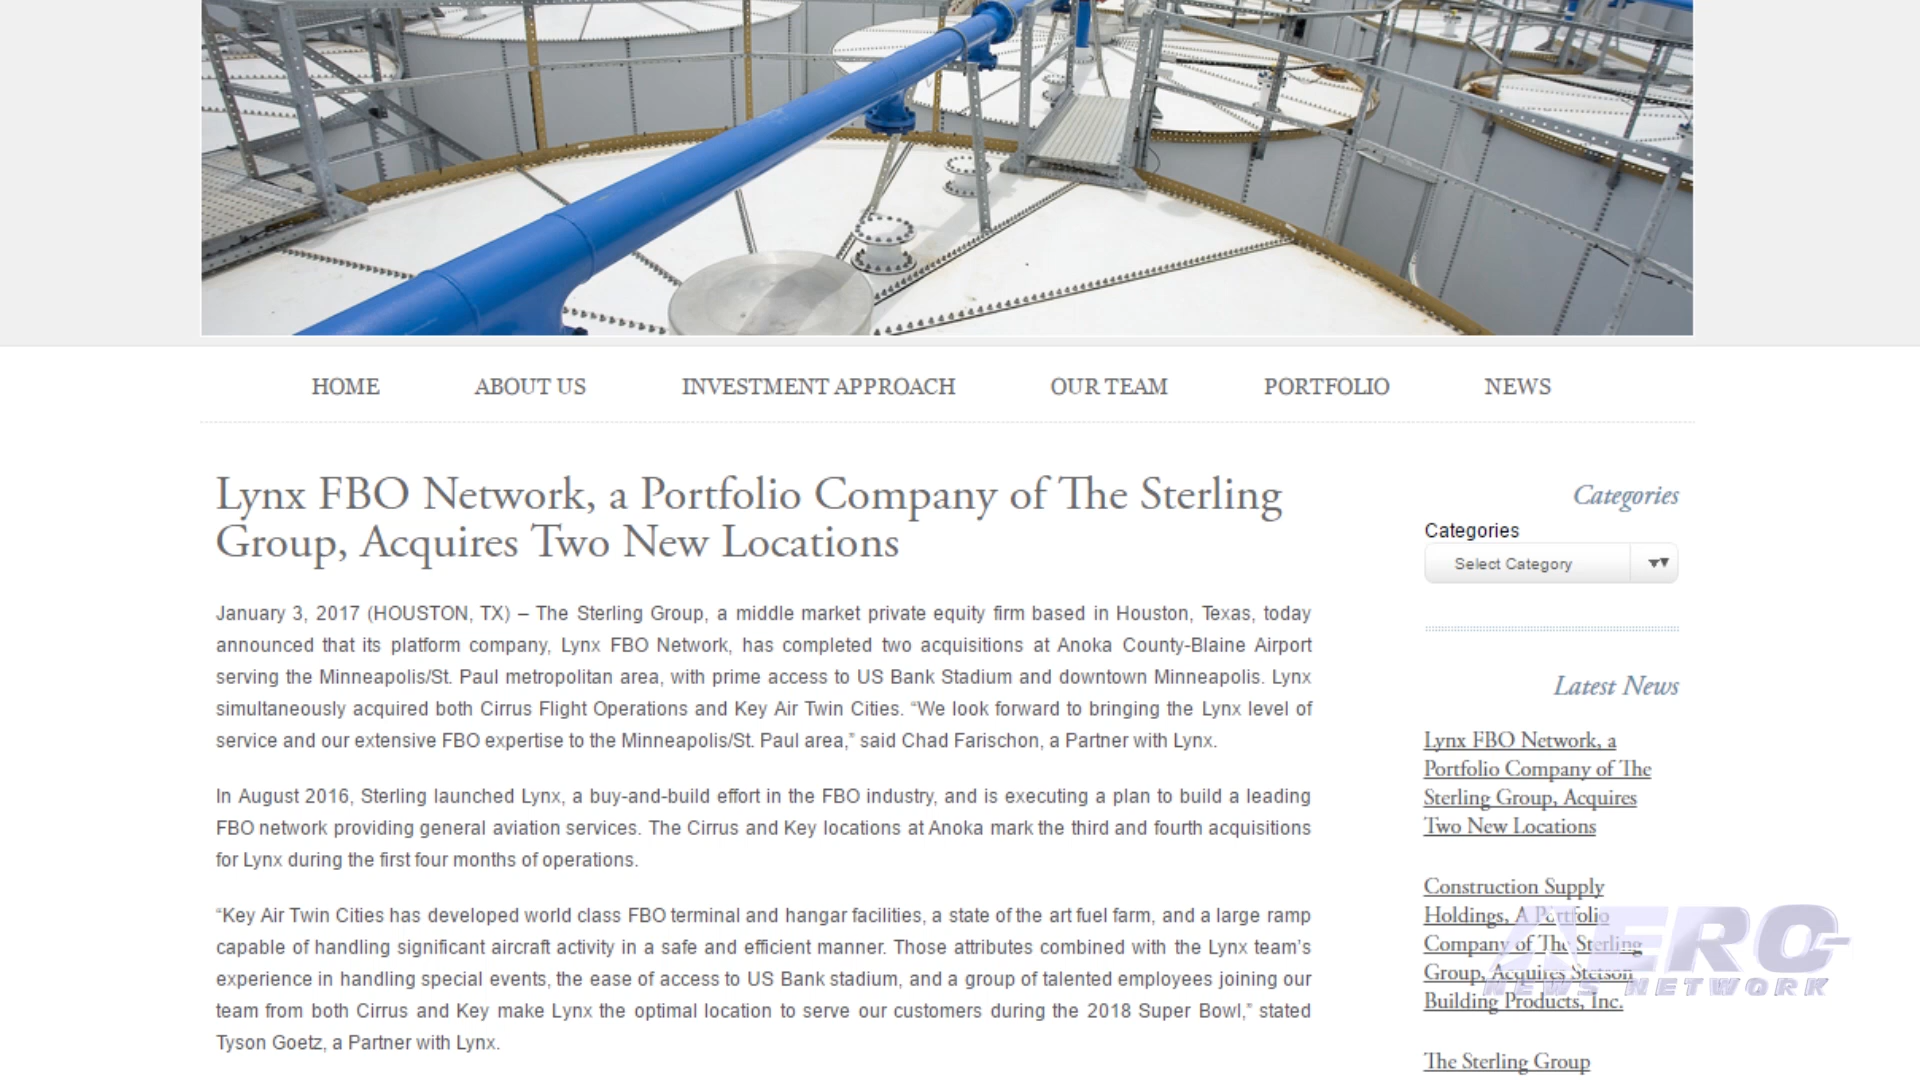 HOME ABOUT US INVESTMENT APPROACH OUR TEAM PORTFOLIO NEWS
Lynx FBO Network, a Portfolio Company of The Sterling
Group, Acquires Two New Locations
January 3, 2017 (HOUSTON, TX) – The Sterling Group, a middle market private equity firm based in Houston, Texas, today
announced that its platform company, Lynx FBO Network, has completed two acquisitions at Anoka County-Blaine Airport
serving the Minneapolis/St. Paul metropolitan area, with prime access to US Bank Stadium and downtown Minneapolis. Lynx
simultaneously acquired both Cirrus Flight Operations and Key Air Twin Cities. “We look forward to bringing the Lynx level of
service and our extensive FBO expertise to the Minneapolis/St. Paul area,” said Chad Farischon, a Partner with Lynx.
In August 2016, Sterling launched Lynx, a buy-and-build effort in the FBO industry, and is executing a plan to build a leading
FBO network providing general aviation services. The Cirrus and Key locations at Anoka mark the third and fourth acquisitions
for Lynx during the first four months of operations.
“Key Air Twin Cities has developed world class FBO terminal and hangar facilities, a state of the art fuel farm, and a large ramp
capable of handling significant aircraft activity in a safe and efficient manner. Those attributes combined with the Lynx team’s
experience in handling special events, the ease of access to US Bank stadium, and a group of talented employees joining our
team from both Cirrus and Key make Lynx the optimal location to serve our customers during the 2018 Super Bowl,” stated
Tyson Goetz, a Partner with Lynx.
Categories
Categories
Select Category
Latest News
Lynx FBO Network, a
Portfolio Company of The
Sterling Group, Acquires
Two New Locations
Construction Supply
Holdings, A Portfolio
Company of The Sterling
Group, Acquires Stetson
Building Products, Inc.
The Sterling Group
AERO-
NEWS NETWORK